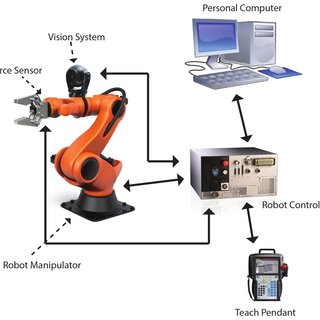 Personal Computer
Vision System
rce Sensor
Robot Control
Robot Manipulator
Teach Pendant